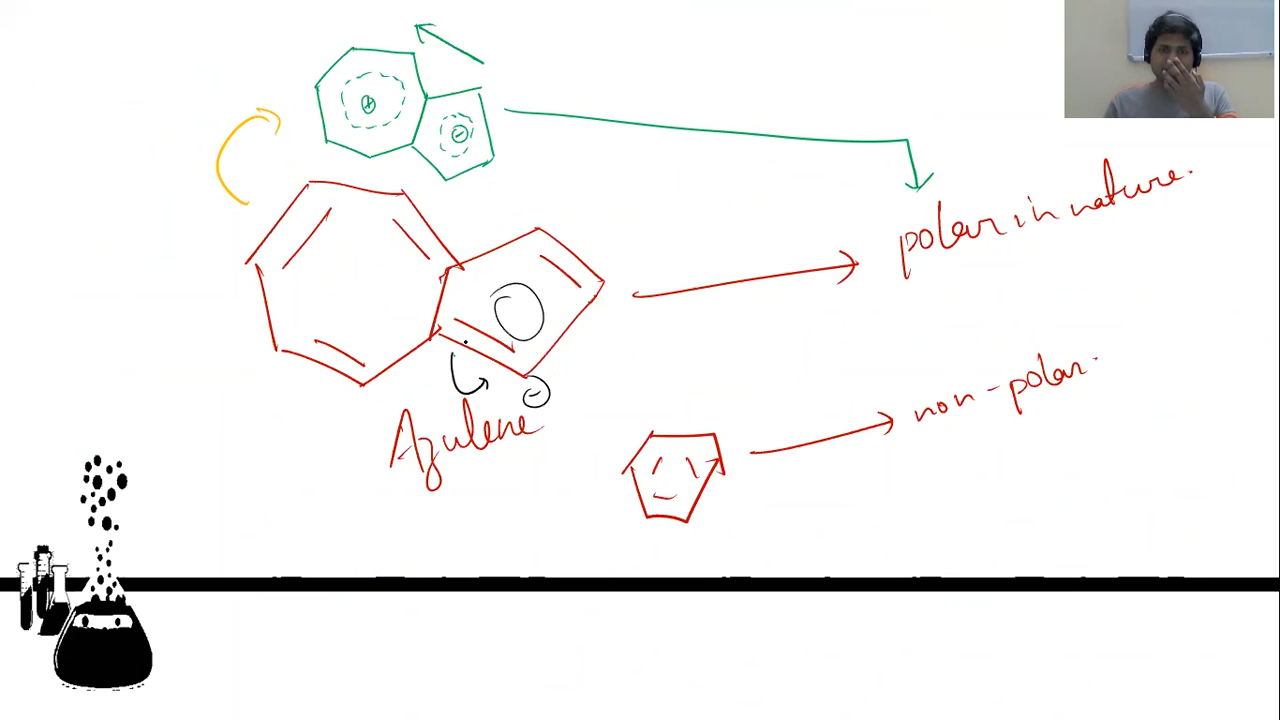 ⊕
⊖
polar in nature.
⊖
Azulene
non-polar.